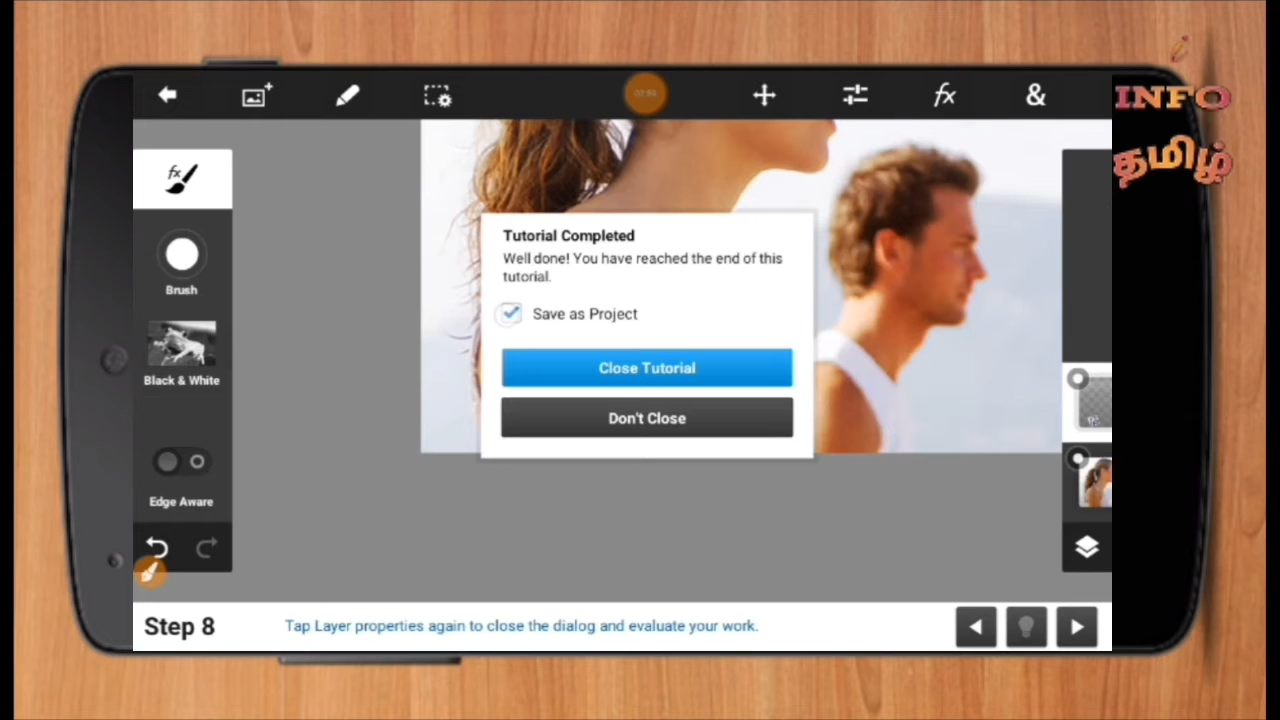 INFO
தமிழ்
fx
&
fx
Brush
Black & White
Edge Aware
Tutorial Completed
Well done! You have reached the end of this
tutorial.
Save as Project
Close Tutorial
Don't Close
Step 8
Tap Layer properties again to close the dialog and evaluate your work.